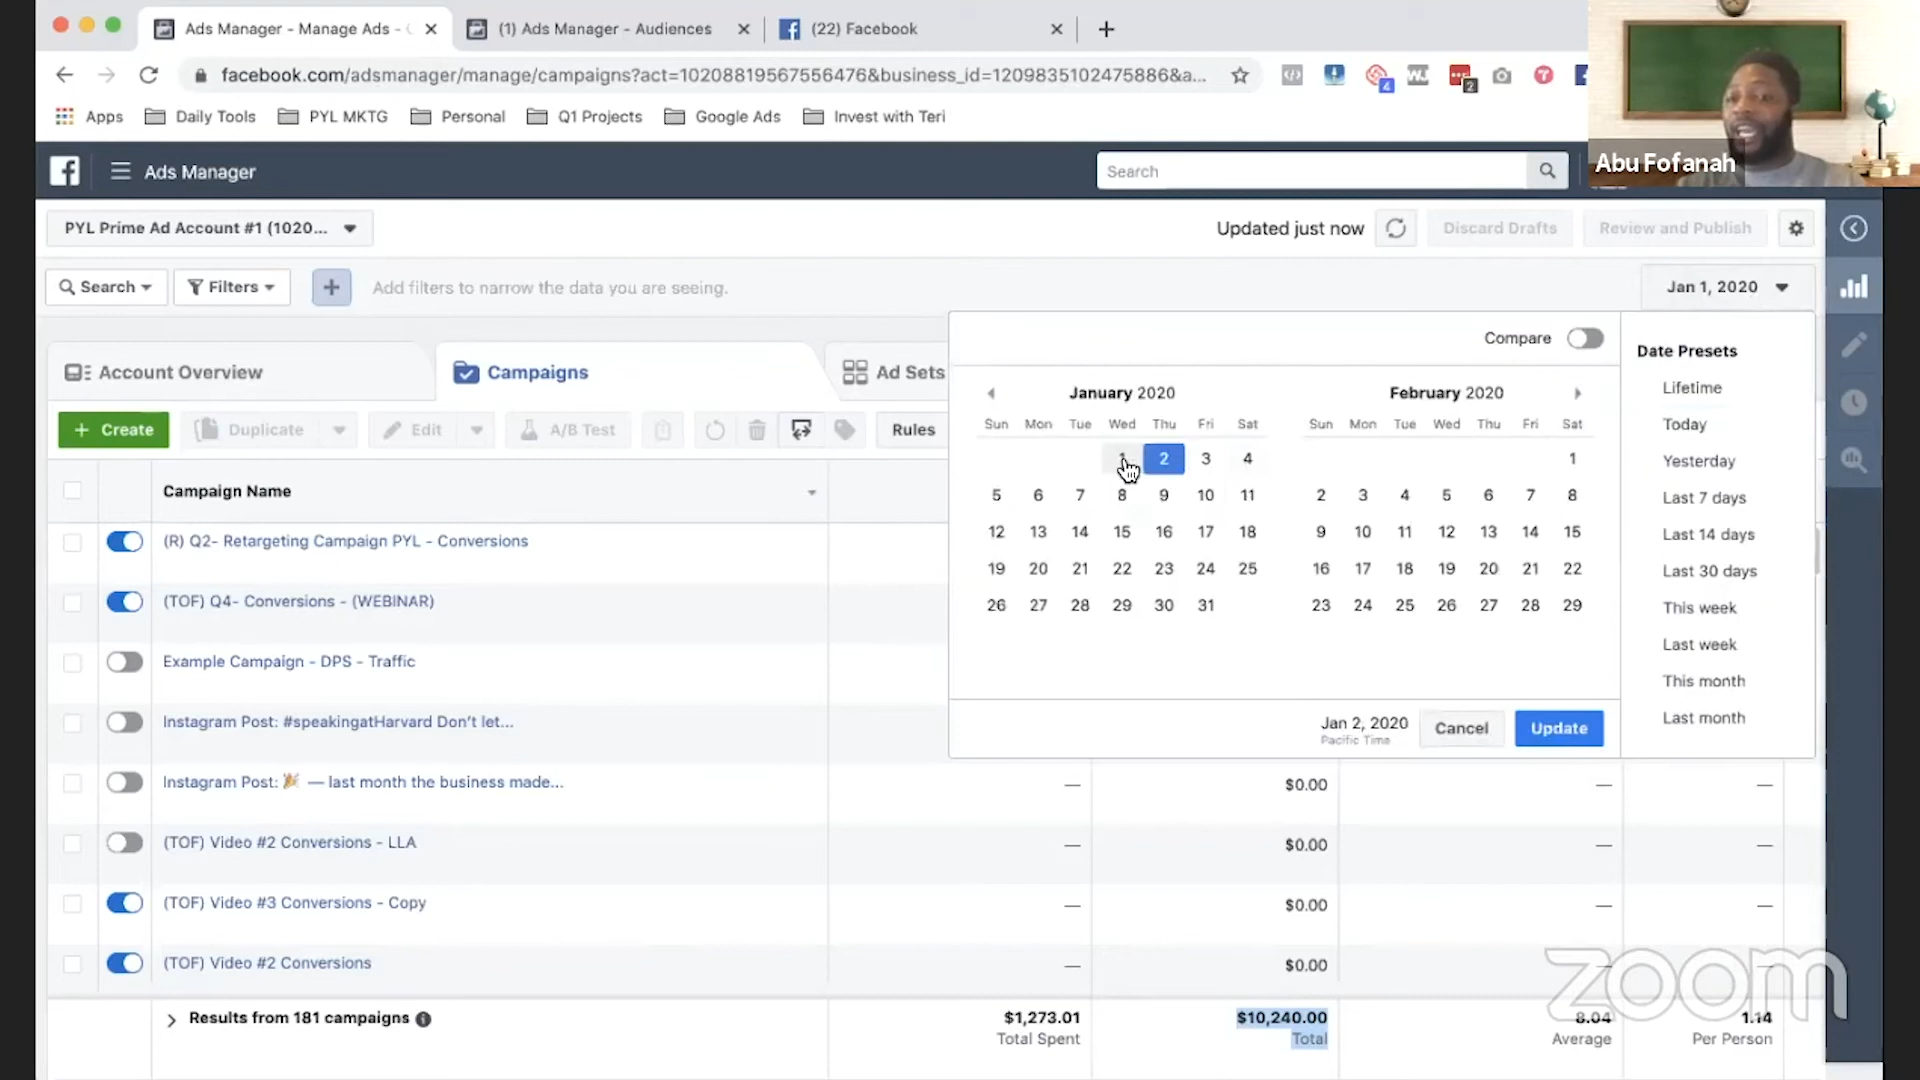 Ads Manager - Manage Ads - (
(1) Ads Manager - Audiences
(22) Facebook
facebook.com/adsmanager/manage/campaigns?act=10208819567556476&business_id=1209835102475886&a...
4
2
Apps
Daily Tools
PYL MKTG
Personal
Q1 Projects
Google Ads
Invest with Teri
Abu Fofanah
Ads Manager
Search
PYL Prime Ad Account #1 (1020...
Updated just now
Discard Drafts
Review and Publish
Search
Filters
Add filters to narrow the data you are seeing.
Jan 1, 2020
Compare
Date Presets
Lifetime
Today
Yesterday
Last 7 days
Last 14 days
Last 30 days
This week
Last week
This month
Last month
January 2020
Sun Mon Tue Wed Thu Fri Sat
1 2 3 4
5 6 7 8 9 10 11
12 13 14 15 16 17 18
19 20 21 22 23 24 25
26 27 28 29 30 31
February 2020
Sun Mon Tue Wed Thu Fri Sat
1
2 3 4 5 6 7 8
9 10 11 12 13 14 15
16 17 18 19 20 21 22
23 24 25 26 27 28 29
Jan 2, 2020
Pacific Time
Cancel
Update
Account Overview
Campaigns
Ad Sets
+ Create
Duplicate
Edit
A/B Test
Rules
Campaign Name
(R) Q2- Retargeting Campaign PYL - Conversions
(TOF) Q4- Conversions - (WEBINAR)
Example Campaign - DPS - Traffic
Instagram Post: #speakingatHarvard Don't let...
Instagram Post: 🎉 — last month the business made...
— $0.00 — —
(TOF) Video #2 Conversions - LLA
— $0.00 — —
(TOF) Video #3 Conversions - Copy
— $0.00 — —
(TOF) Video #2 Conversions
— $0.00 — —
Results from 181 campaigns
$1,273.01
Total Spent
$10,240.00
Total
8.04
Average
1.14
Per Person
zoom